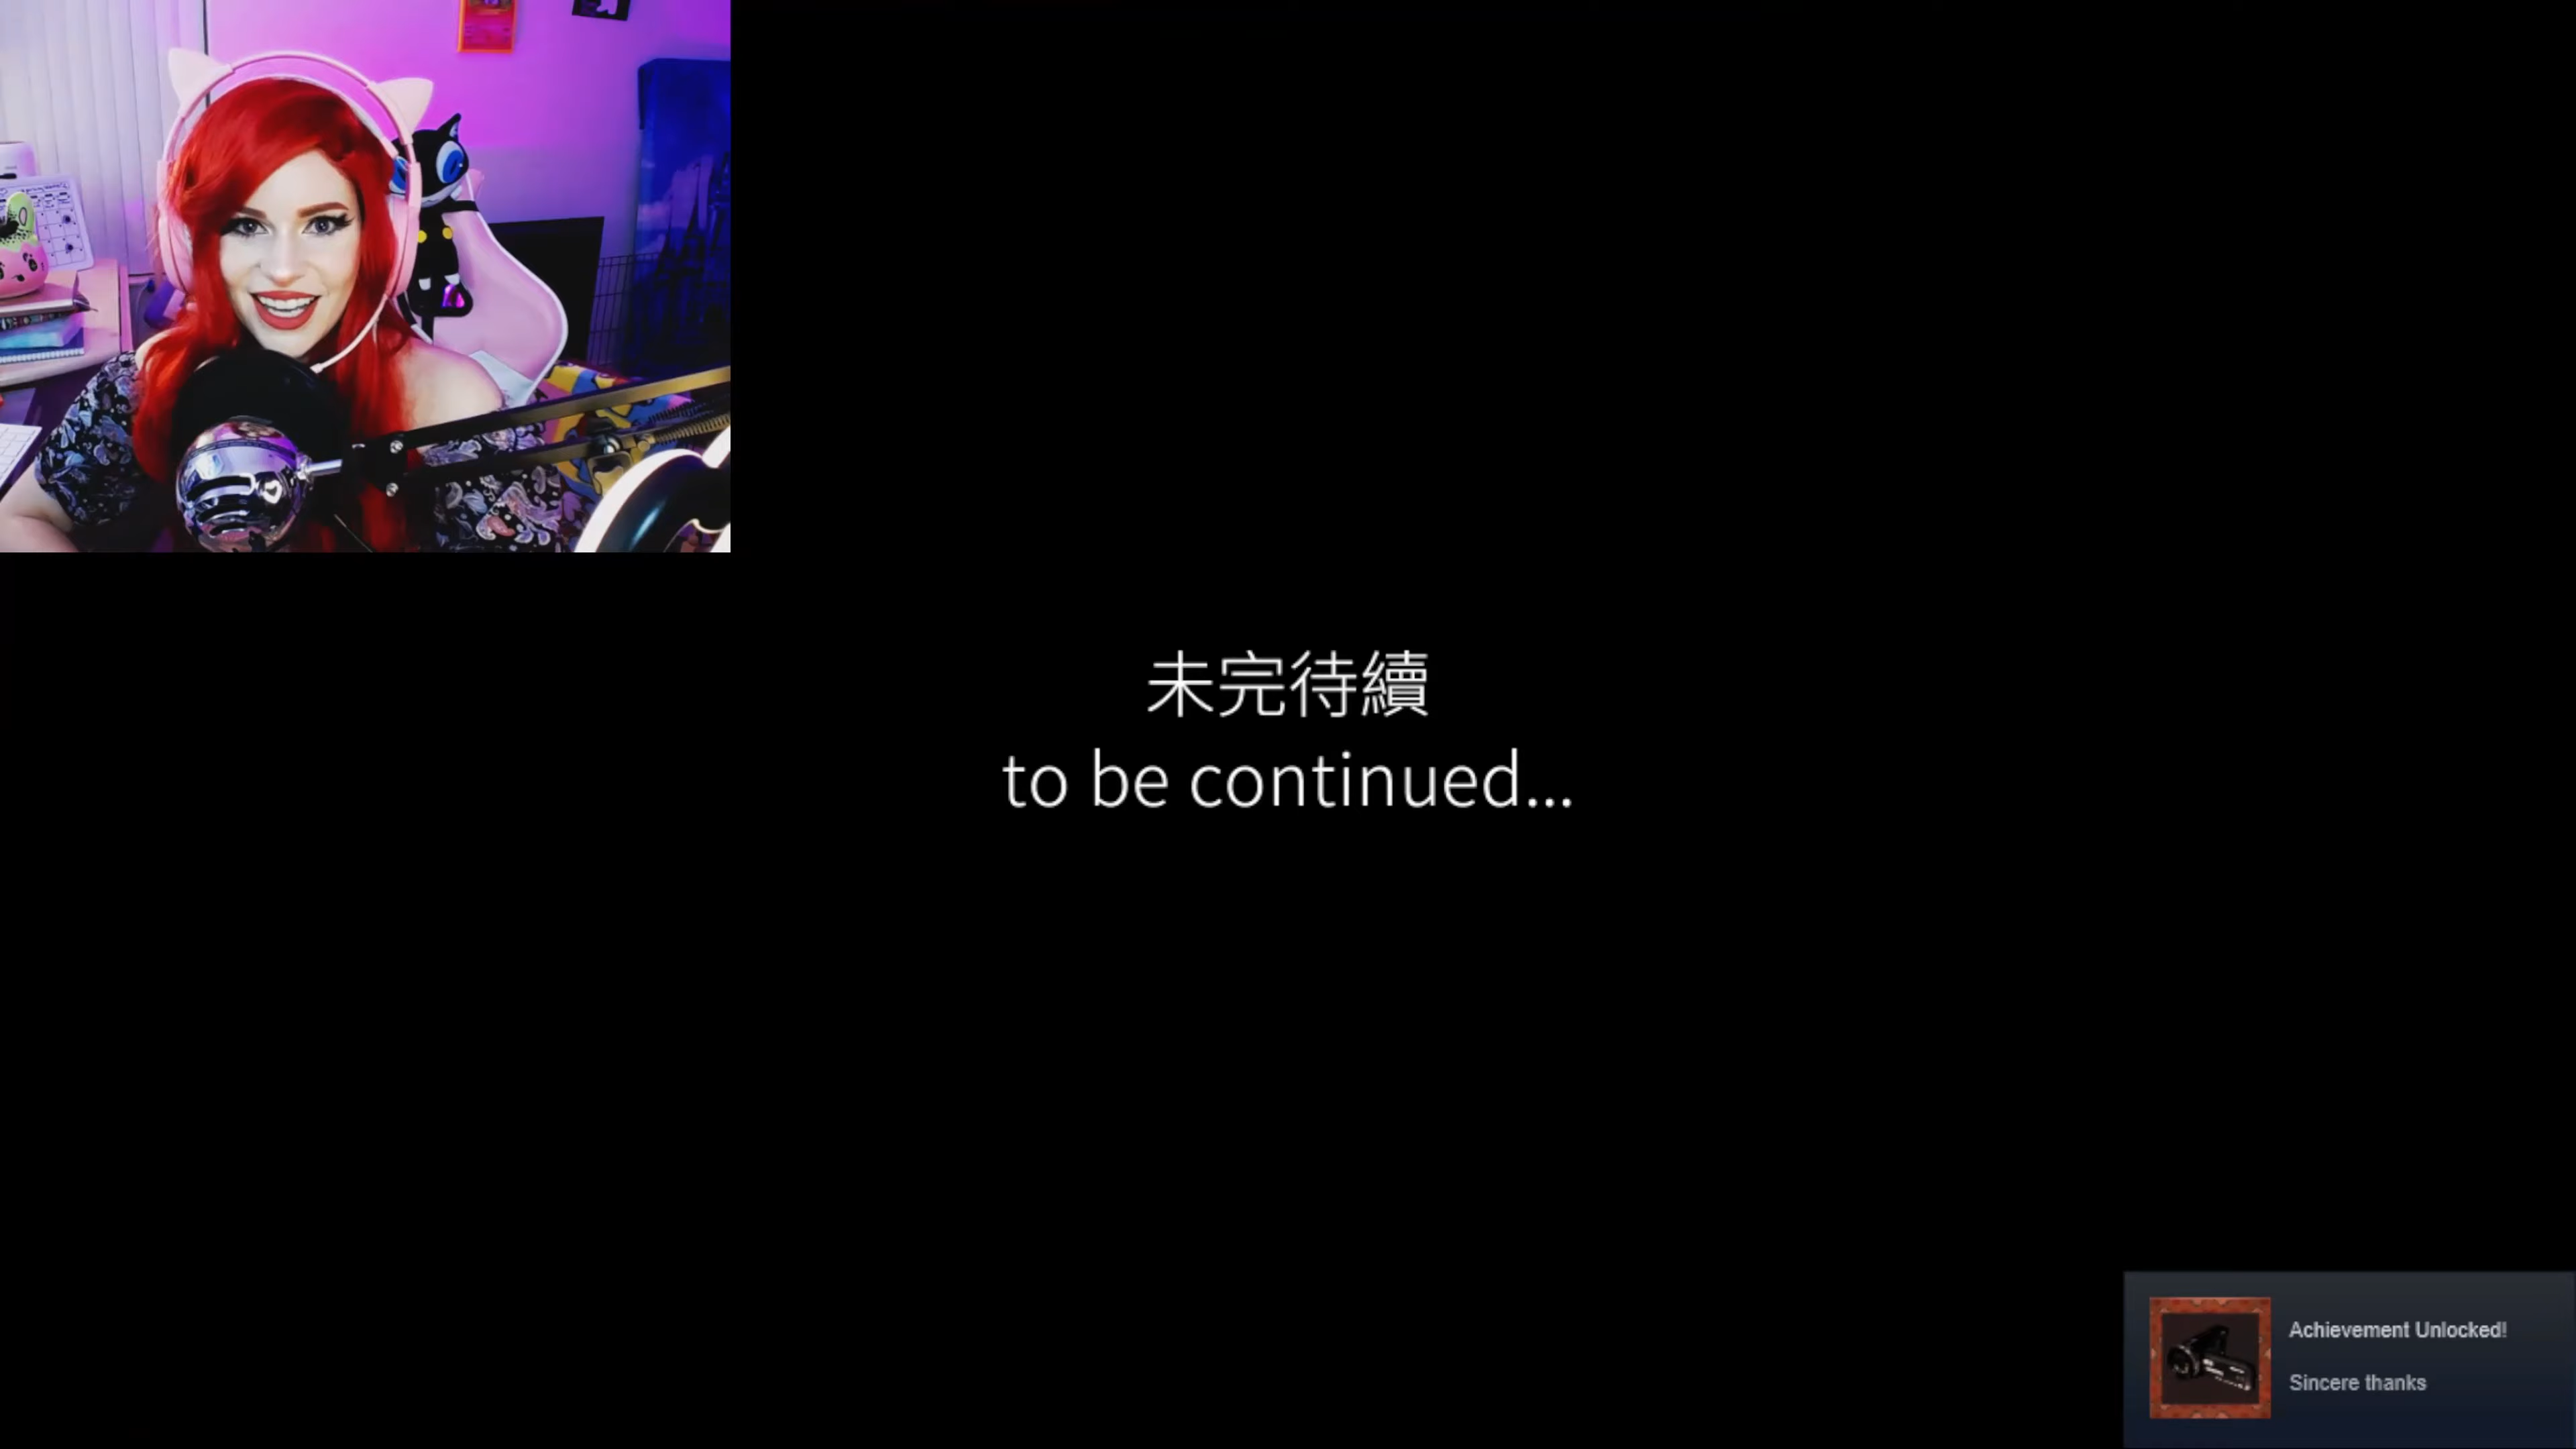 未完待續
to be continued...
Achievement Unlocked!
Sincere thanks